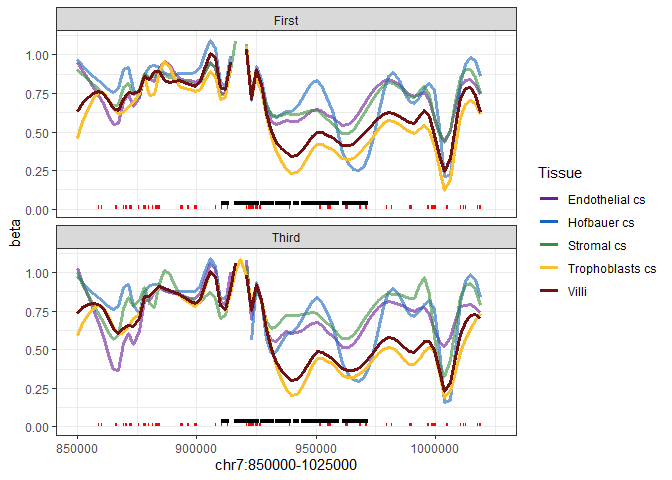 First
1.00
0.75
0.50
0.25
0.00
beta
Third
1.00
0.75
0.50
0.25
0.00
850000
900000
950000
1000000
chr7:850000-1025000
Tissue
Endothelial cs
Hofbauer cs
Stromal cs
Trophoblasts cs
Villi